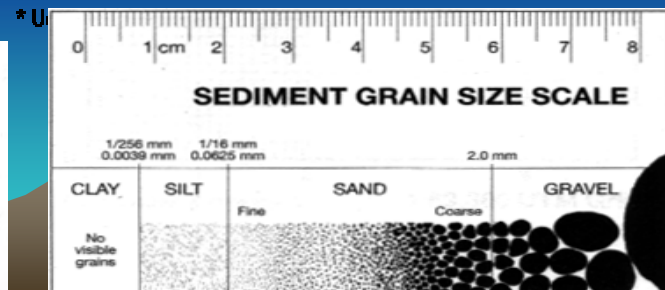 * U
0 1 cm 2 3 4 5 6 7 8
SEDIMENT GRAIN SIZE SCALE
1/256 mm 1/16 mm
0.0039 mm 0.0625 mm 2.0 mm
CLAY SILT SAND GRAVEL
Fine Coarse
No
visible
grains